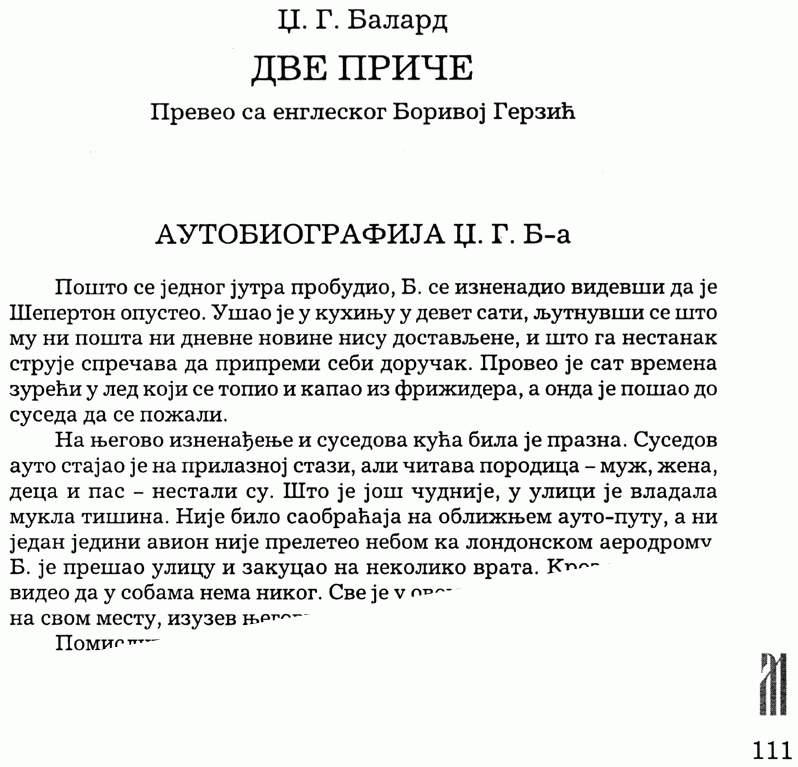 Џ. Г. Балард
ДВЕ ПРИЧЕ
Превео са енглеског Боривој Герзић
АУТОБИОГРАФИЈА Џ. Г. Б-а
Пошто се једног јутра пробудио, Б. се изненадио видевши да је
Шепертон опустео. Ушао је у кухињу у девет сати, љутнувши се што
му ни пошта ни дневне новине нису достављене, и што га нестанак
струје спречава да припреми себи доручак. Провео је сат времена
зурећи у лед који се топио и капао из фрижидера, а онда је пошао до
суседа да се пожали.
На његово изненађење и суседова кућа била је празна. Суседов
ауто стајао је на прилазној стази, али читава породица – муж, жена,
деца и пас – нестали су. Што је још чудније, у улици је владала
мукла тишина. Није било саобраћаја на оближњем ауто-путу, а ни
један једини авион није прелетео небом ка лондонском аеродрому
Б. је прешао улицу и закуцао на неколико врата.
видео да у собама нема никог. Све је у
на свом месту, изузев
111